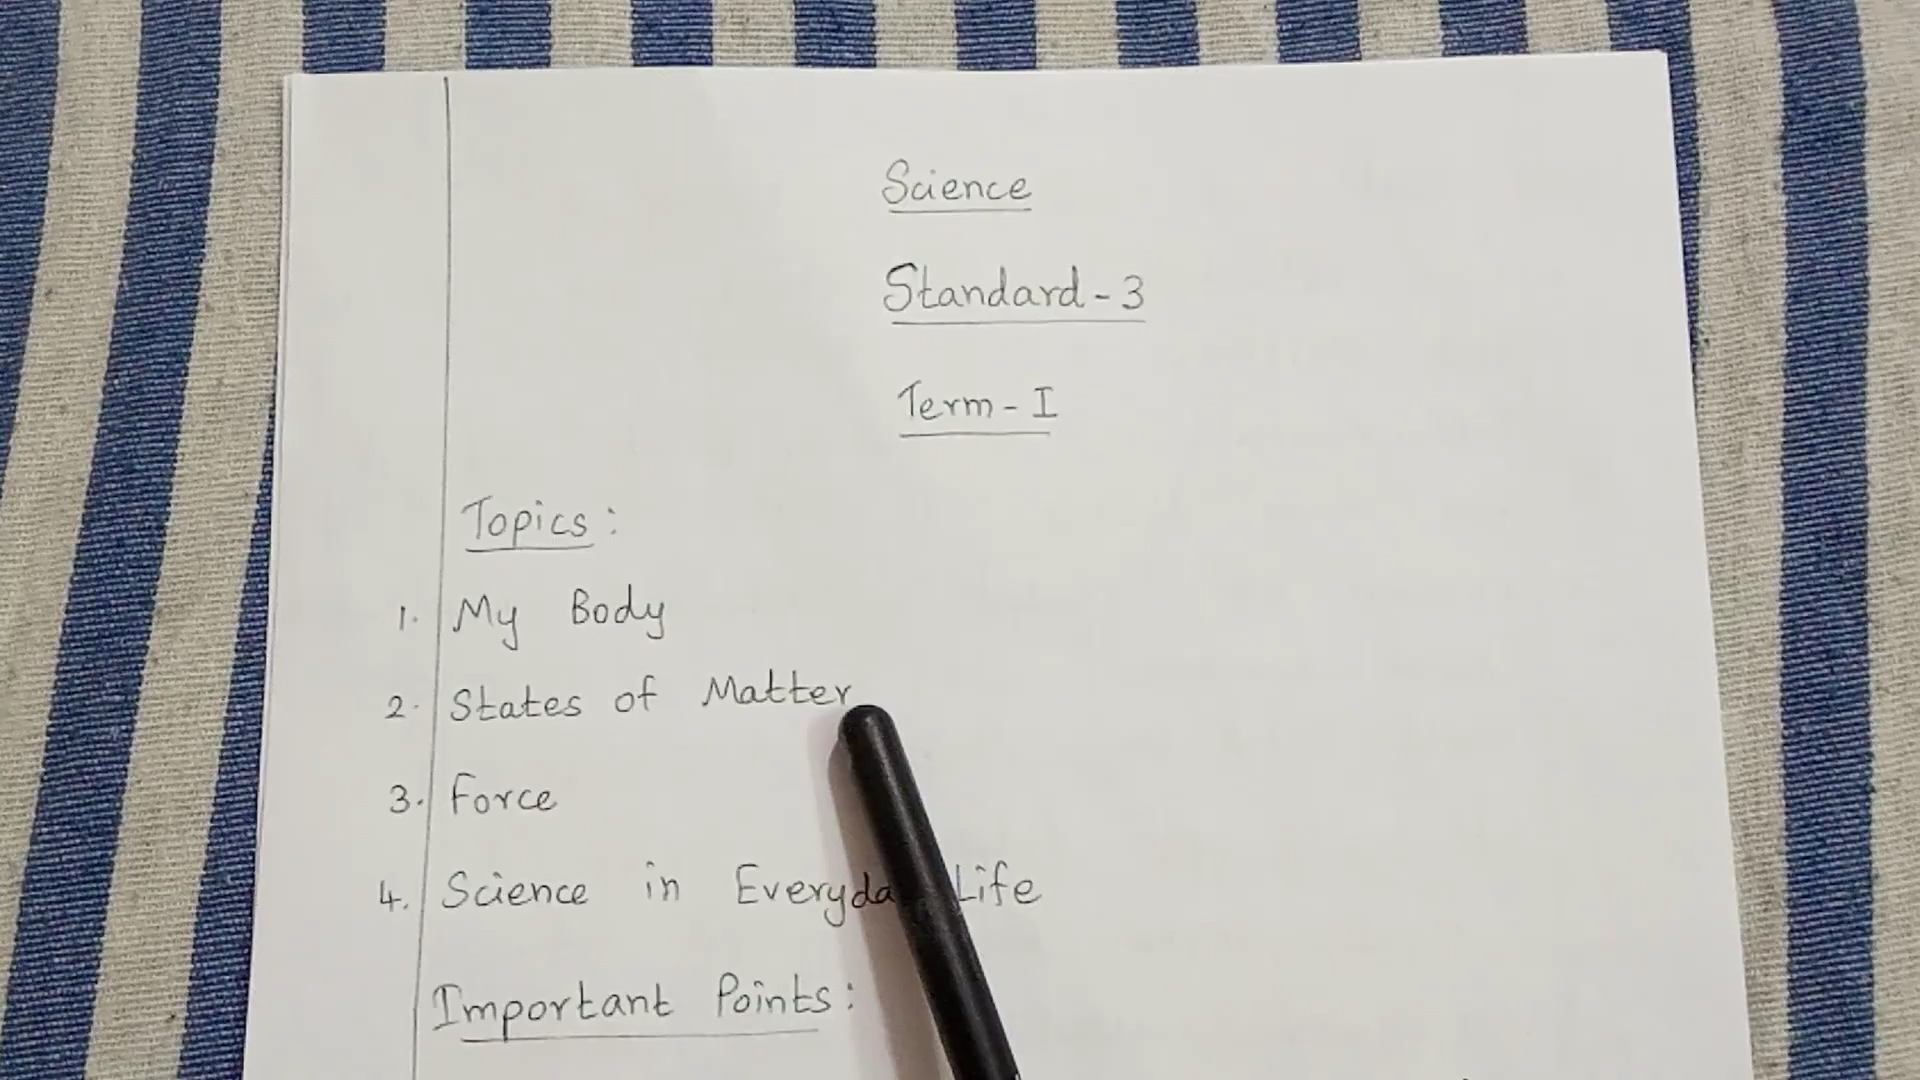 Science
Standard - 3
Term - I
Topics :
1. My Body
2. States of Matter
3. Force
4. Science in Everyda Life
Important Points :